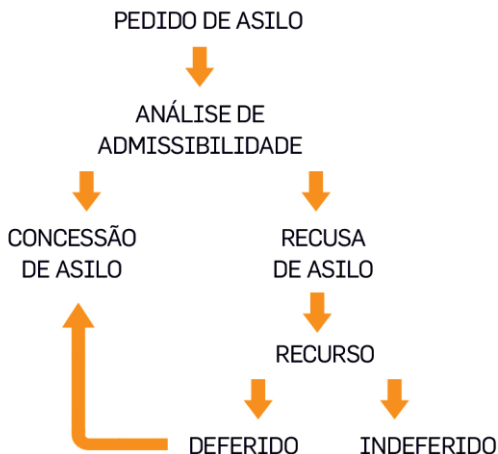 PEDIDO DE ASILO
ANÁLISE DE
ADMISSIBILIDADE
CONCESSÃO
DE ASILO
RECUSA
DE ASILO
RECURSO
DEFERIDO
INDEFERIDO